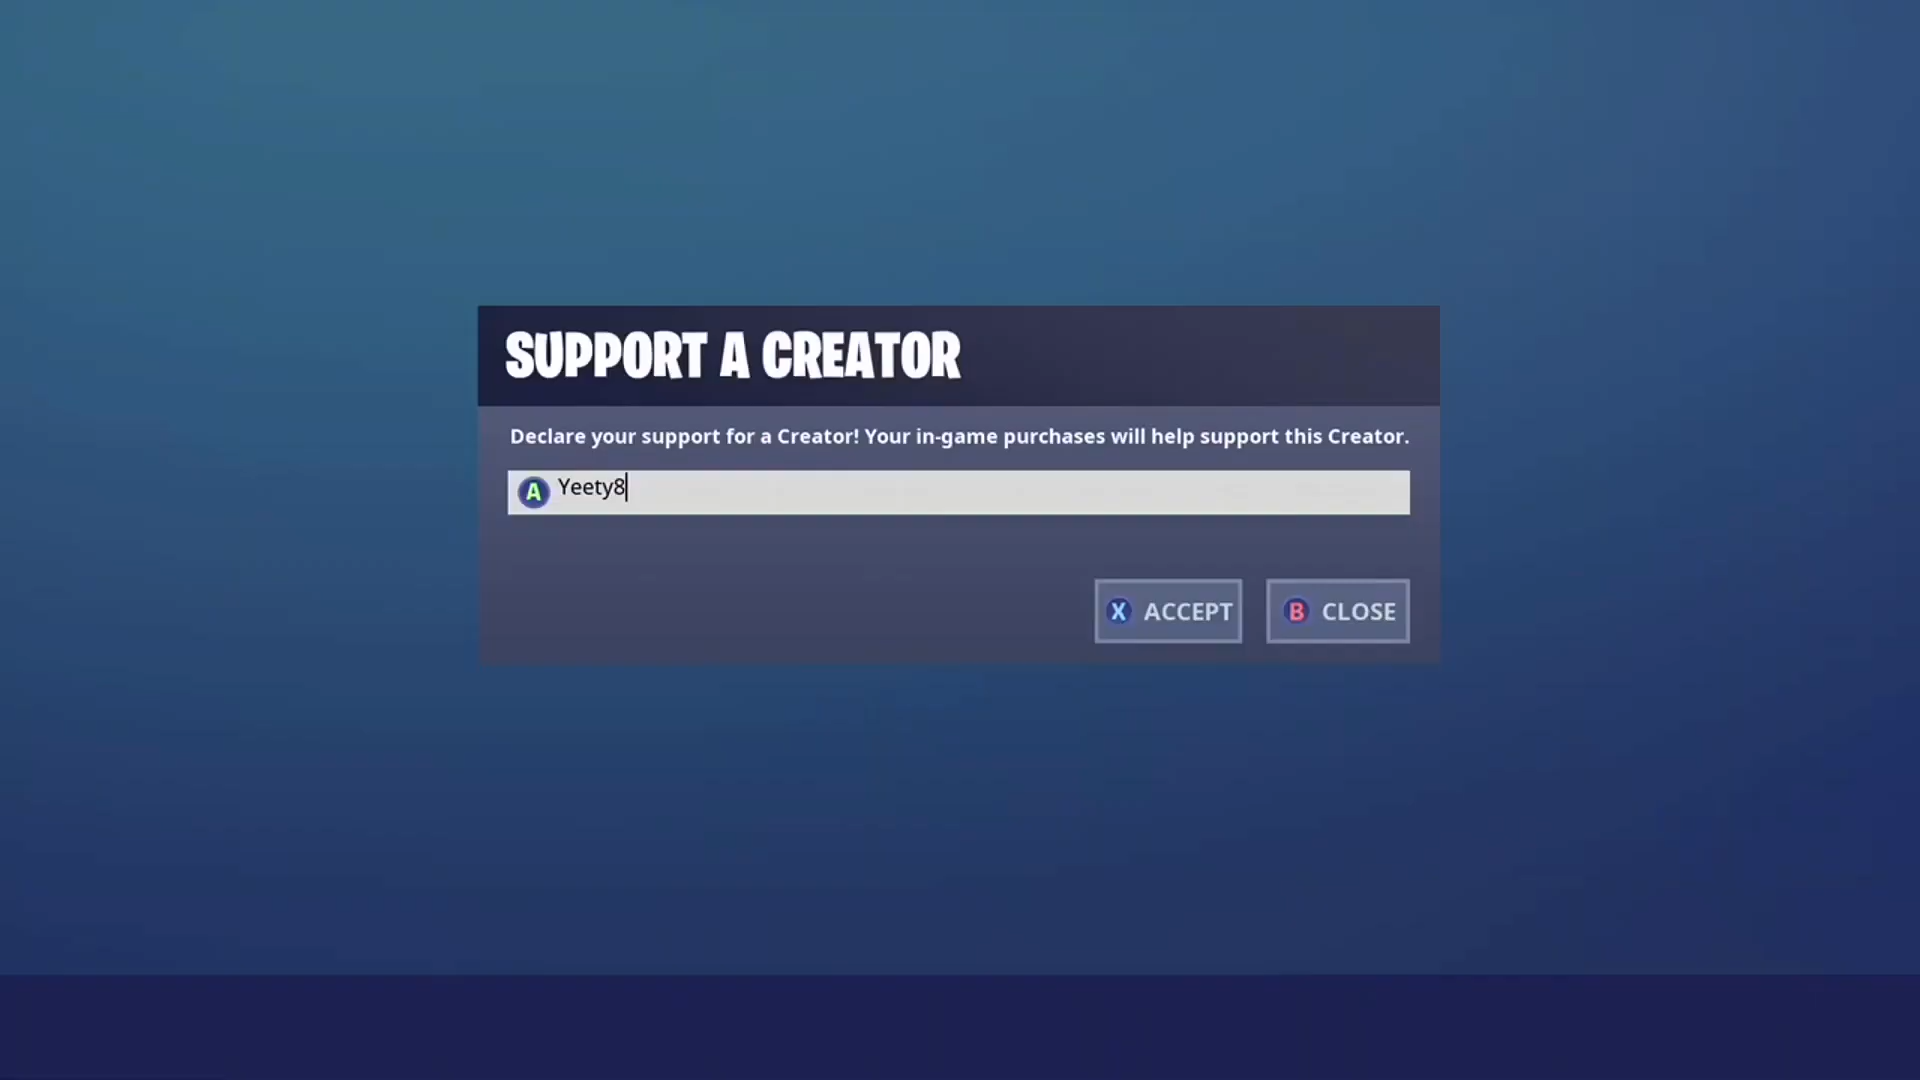 SUPPORT A CREATOR
Declare your support for a Creator! Your in-game purchases will help support this Creator.
A Yeety8
X ACCEPT B CLOSE